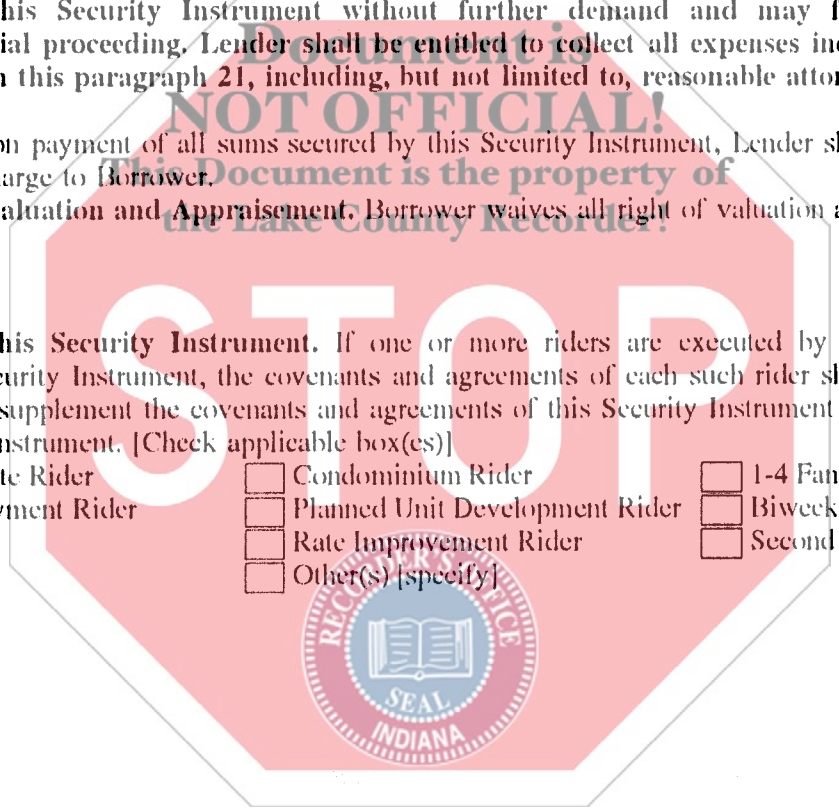 his Security Instrument without further demand and may f
ial proceeding. Lender shall be entitled to collect all expenses in
this paragraph 21, including, but not limited to, reasonable attor
Document is
NOT OFFICIAL!
This Document is the property of
the Lake County Recorder!
on payment of all sums secured by this Security Instrument, Lender sl
arge to Borrower.
aluation and Appraisement. Borrower waives all right of valuation a
STOP
his Security Instrument. If one or more riders are executed by
curity Instrument, the covenants and agreements of each such rider sl
supplement the covenants and agreements of this Security Instrument
nstrument. [Check applicable box(es)]
te Rider Condominium Rider 1-4 Fan
yment Rider Planned Unit Development Rider Biweek
Rate Improvement Rider Second
Other(s) [specify]
RECORDER'S OFFICE
SEAL
INDIANA